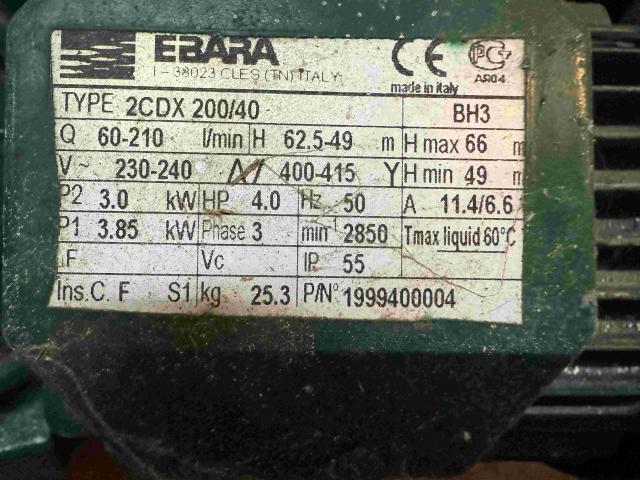 EBARA
I - 38023 CLES (TN) ITALY
CE
made in italy
AR04
TYPE 2CDX 200/40 BH3
Q 60-210 l/min H 62.5-49 m H max 66 m
V~ 230-240 Δ/ 400-415 Y H min 49 m
P2 3.0 kW HP 4.0 Hz 50 A 11.4/6.6
P1 3.85 kW Phase 3 min 2850 Tmax liquid 60°C
F Vc IP 55
Ins.C. F S1 kg 25.3 P/N° 1999400004